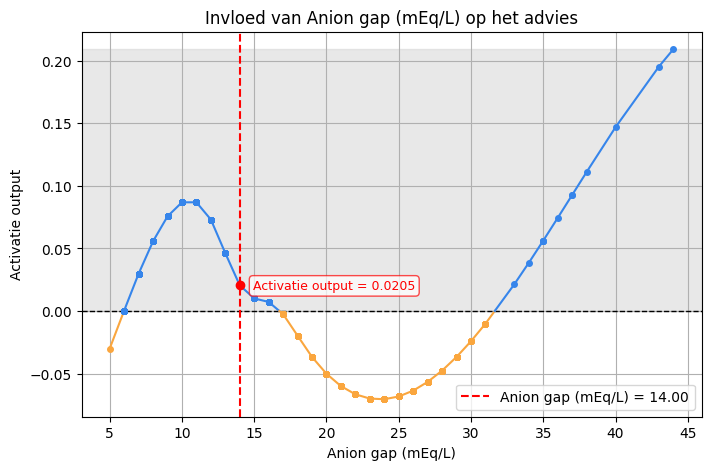 Invloed van Anion gap (mEq/L) op het advies
Activatie output
0.20
0.15
0.10
0.05
0.00
−0.05
Activatie output = 0.0205
Anion gap (mEq/L) = 14.00
5 10 15 20 25 30 35 40 45
Anion gap (mEq/L)